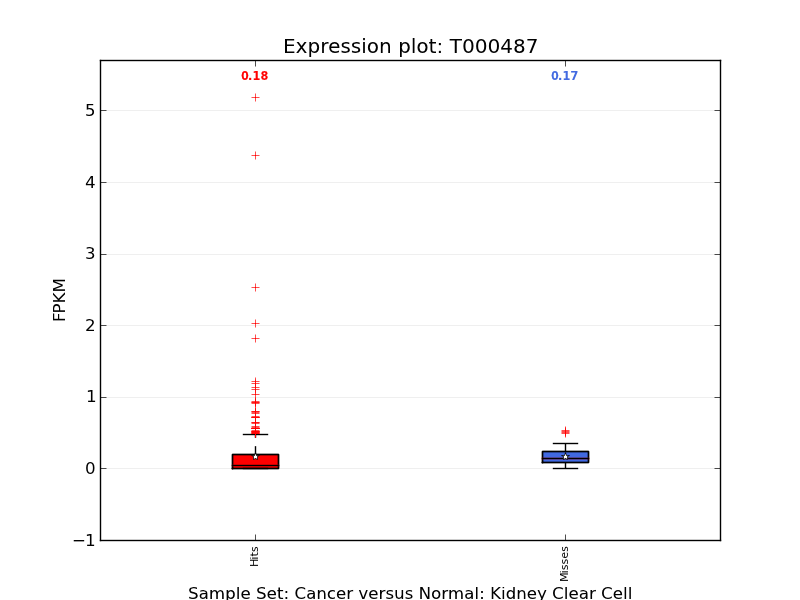 Expression plot: T000487
0.18 0.17
5
4
3
2
1
0
−1
FPKM
Hits
Misses
Sample Set: Cancer versus Normal: Kidney Clear Cell